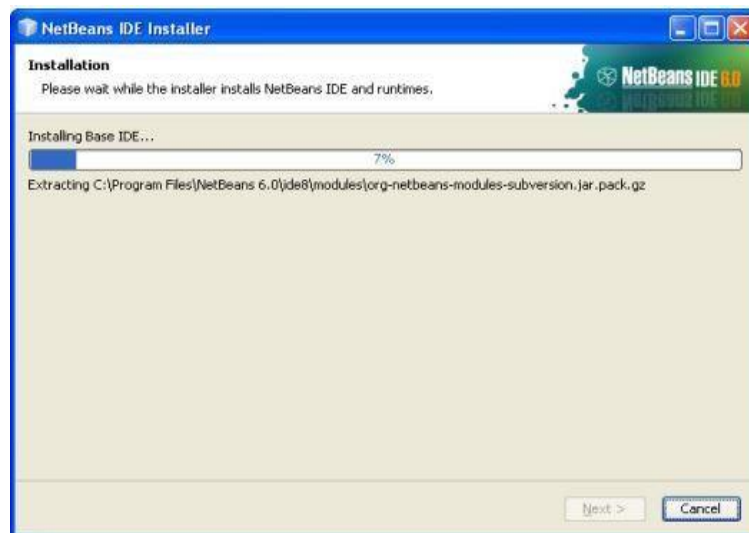 NetBeans IDE Installer
Installation
Please wait while the installer installs NetBeans IDE and runtimes.
NetBeans IDE 6.0
Installing Base IDE...
7%
Extracting C:\Program Files\NetBeans 6.0\ide8\modules\org-netbeans-modules-subversion.jar.pack.gz
Next >
Cancel